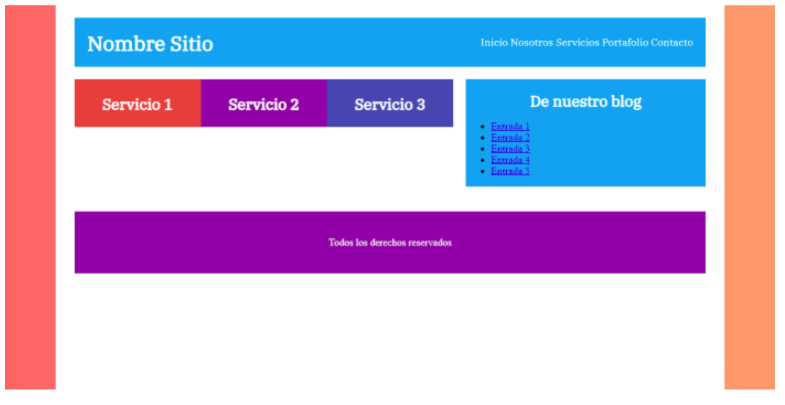 Nombre Sitio
Inicio Nosotros Servicios Portafolio Contacto
Servicio 1
Servicio 2
Servicio 3
De nuestro blog
Entrada 1
Entrada 2
Entrada 3
Entrada 4
Entrada 5
Todos los derechos reservados